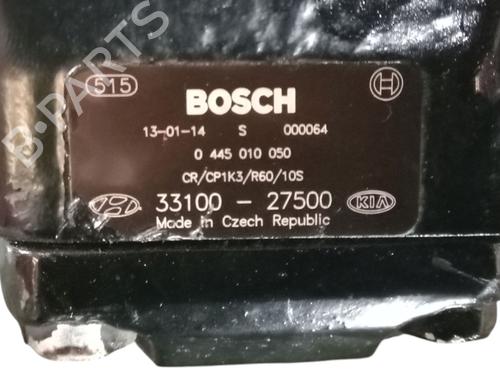 515
BOSCH
13-01-14 S 000064
0 445 010 050
CR/CP1K3/R60/10S
33100 - 27500 KIA
Made in Czech Republic
B-PARTS